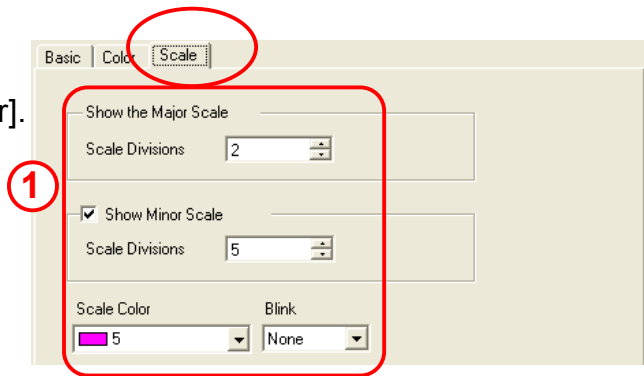 Basic Color Scale
r].
Show the Major Scale
Scale Divisions 2
1
Show Minor Scale
Scale Divisions 5
Scale Color Blink
5 None